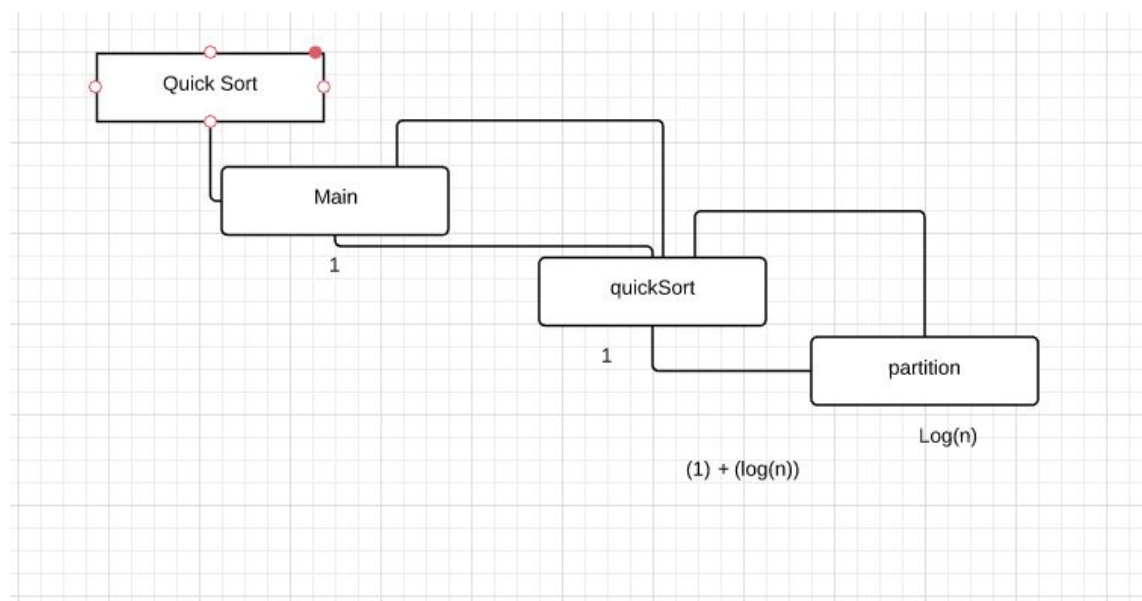 Quick Sort
Main
1
quickSort
1
partition
Log(n)
(1) + (log(n))